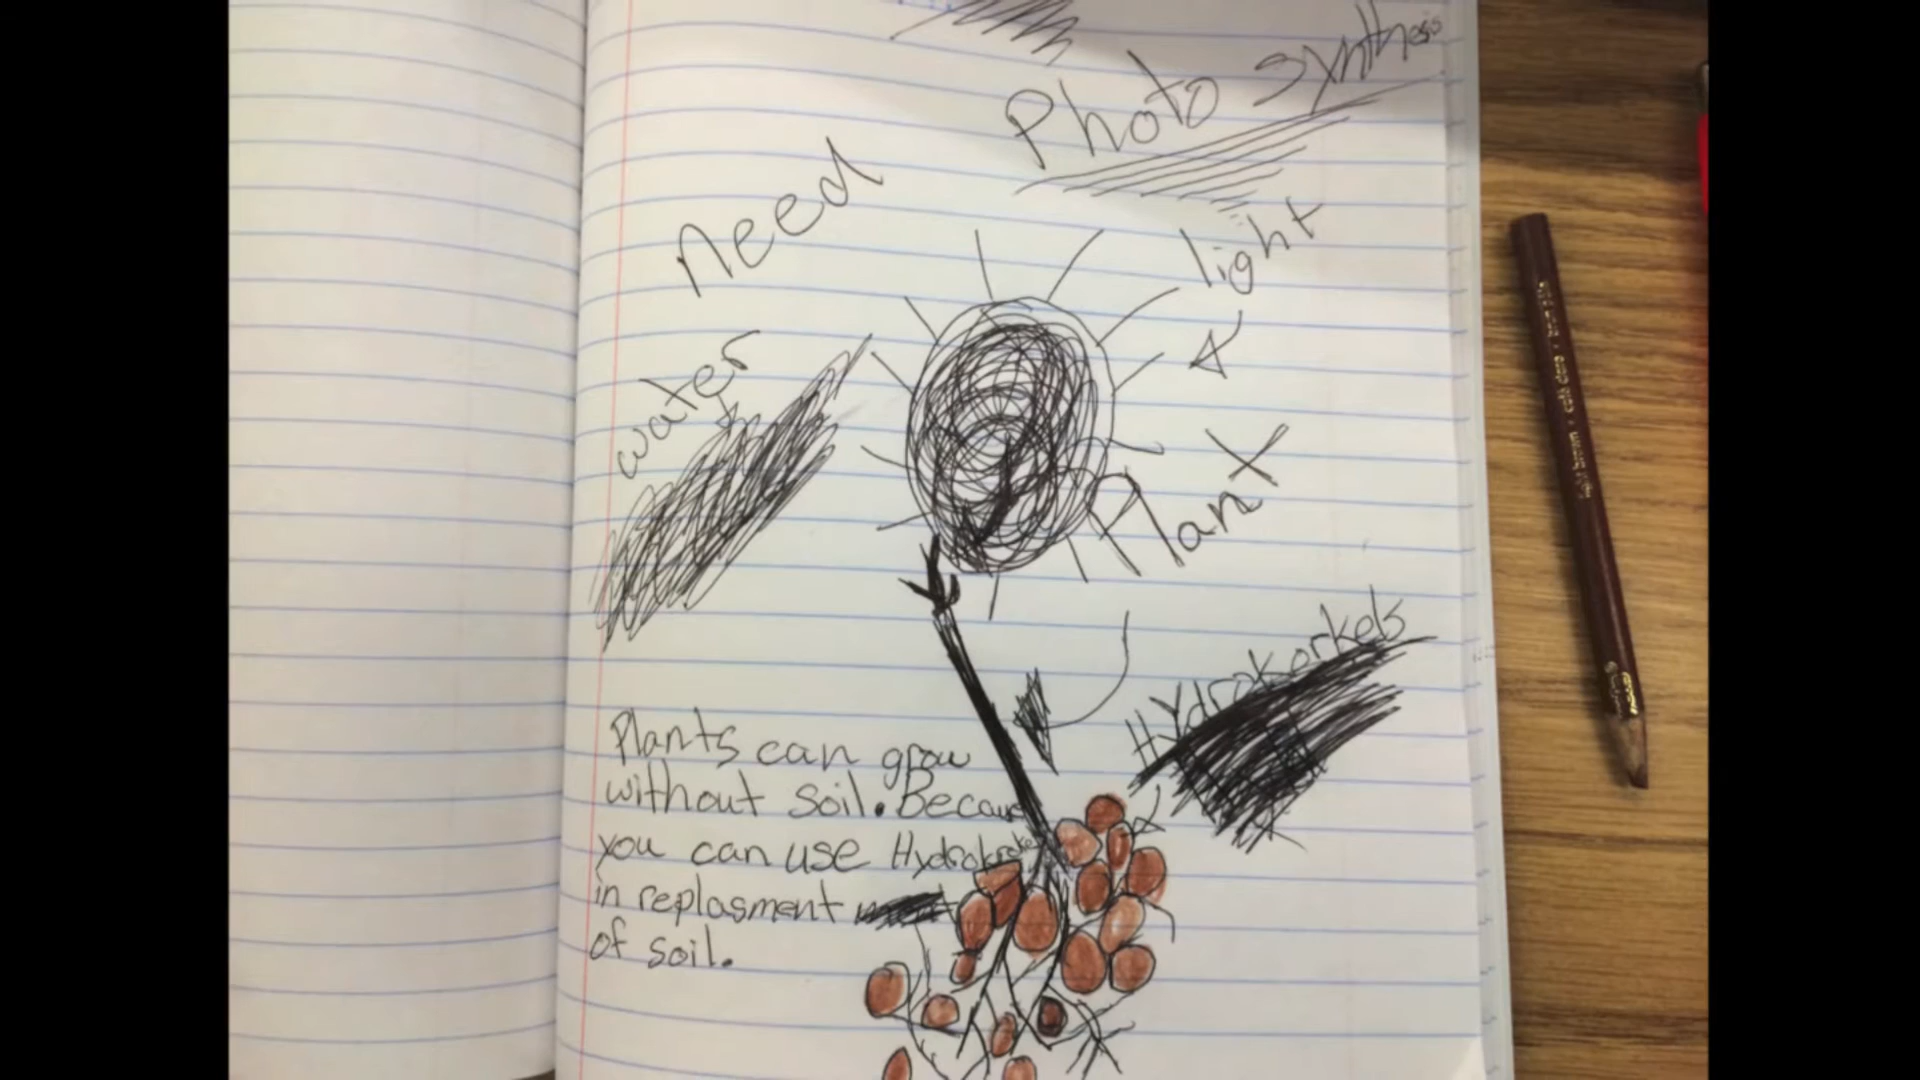 Photo synthesis
need
light
water
Plant
Hydrokorkels
Plants can grow
without soil. Because
you can use
in replasment
of soil.